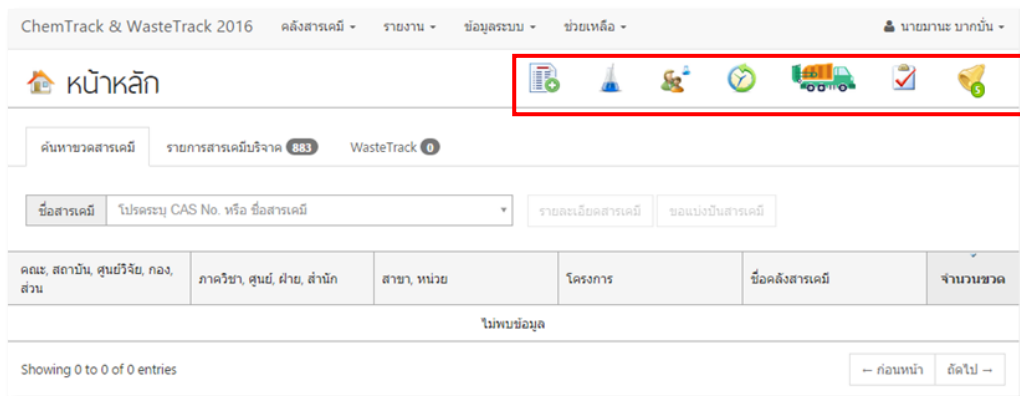 ChemTrack & WasteTrack 2016 คลังสารเคมี รายงาน ข้อมูลระบบ ช่วยเหลือ นายมานะ บากบั่น
หน้าหลัก
5
ค้นหาขวดสารเคมี รายการสารเคมีบริจาค 883 WasteTrack 0
ชื่อสารเคมี โปรดระบุ CAS No. หรือ ชื่อสารเคมี รายละเอียดสารเคมี ขอแบ่งปันสารเคมี
คณะ, สถาบัน, ศูนย์วิจัย, กอง, ส่วน ภาควิชา, ศูนย์, ฝ่าย, สำนัก สาขา, หน่วย โครงการ ชื่อคลังสารเคมี จำนวนขวด
ไม่พบข้อมูล
Showing 0 to 0 of 0 entries ← ก่อนหน้า ถัดไป →